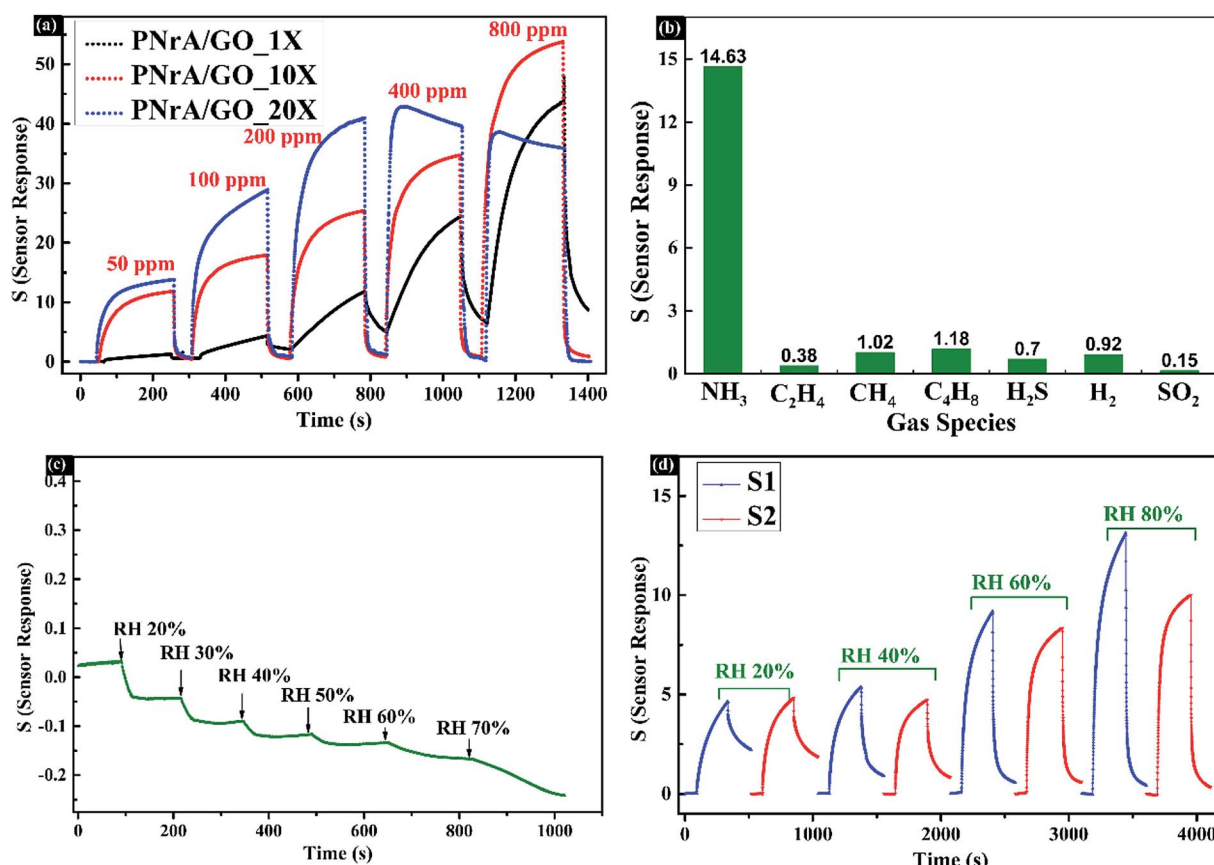 (a)
PNrA/GO_1X
PNrA/GO_10X
PNrA/GO_20X
50 ppm
100 ppm
200 ppm
400 ppm
800 ppm
S (Sensor Response)
50
40
30
20
10
0
0 200 400 600 800 1000 1200 1400
Time (s)
(b)
S (Sensor Response)
15
12
9
6
3
0
14.63
0.38
1.02
1.18
0.7
0.92
0.15
NH₃ C₂H₄ CH₄ C₄H₈ H₂S H₂ SO₂
Gas Species
(c)
S (Sensor Response)
0.4
0.3
0.2
0.1
0.0
-0.1
-0.2
RH 20%
RH 30%
RH 40%
RH 50%
RH 60%
RH 70%
0 200 400 600 800 1000
Time (s)
(d)
S1
S2
S (Sensor Response)
15
10
5
0
RH 20%
RH 40%
RH 60%
RH 80%
0 1000 2000 3000 4000
Time (s)